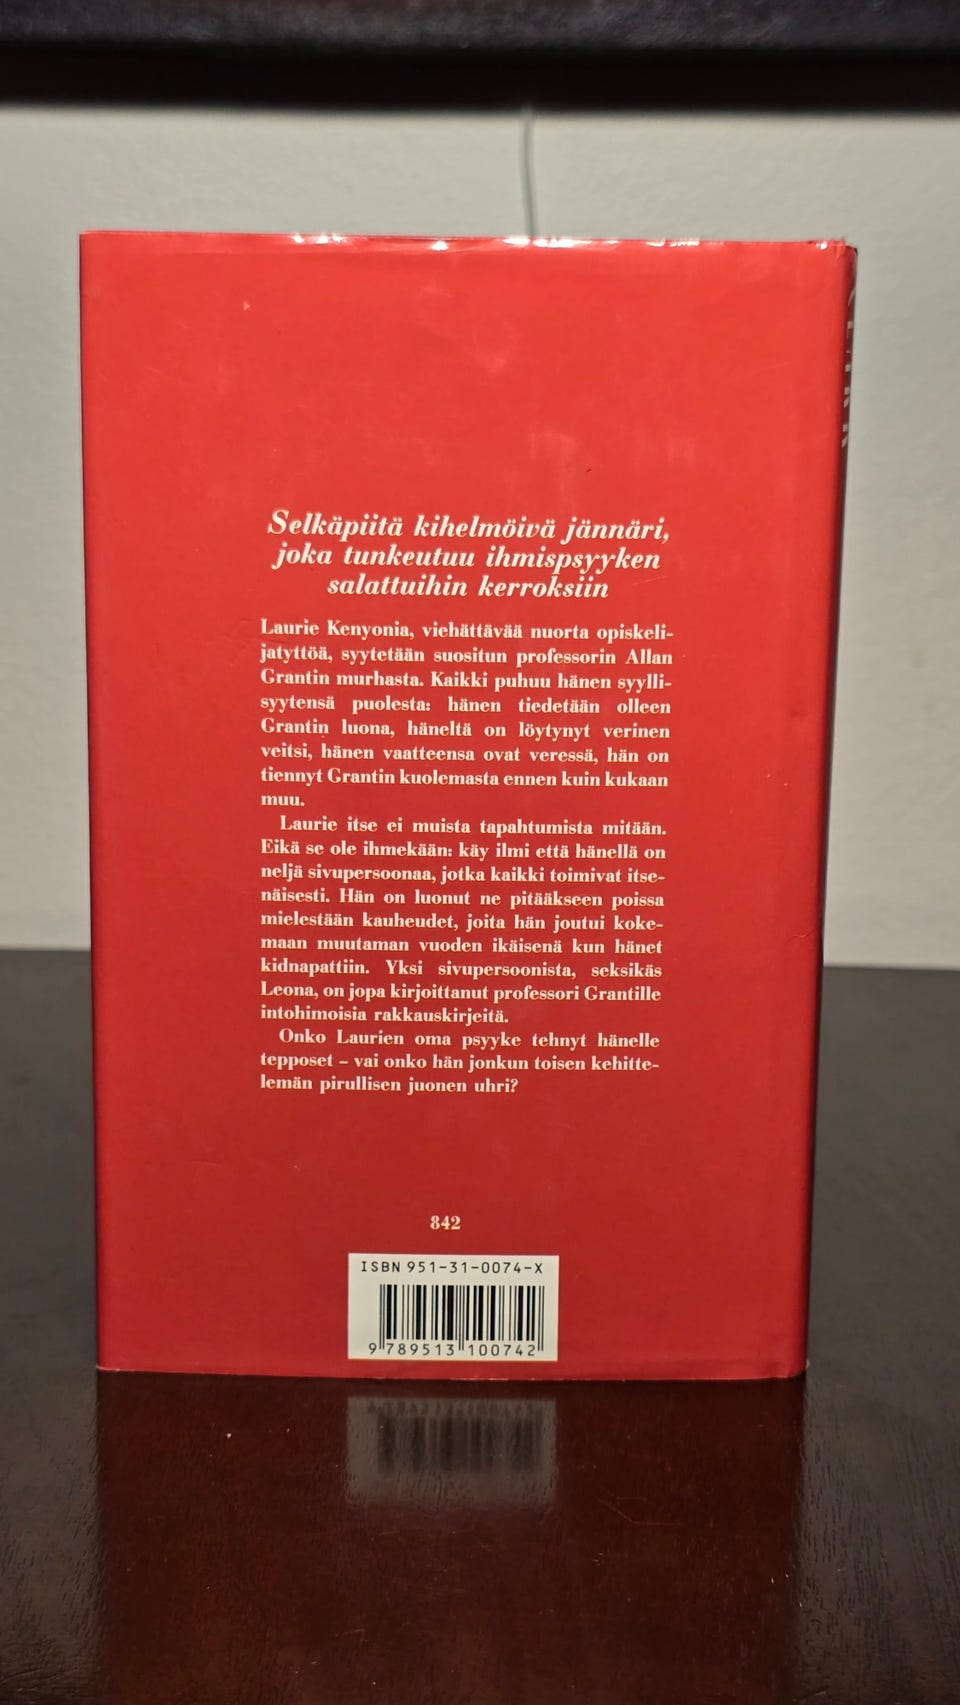 Selkäpiitä kihelmöivä jännäri,
joka tunkeutuu ihmispsyyken
salattuihin kerroksiin
Laurie Kenyonia, viehättävää nuorta opiskeli-
jatyttöä, syytetään suositun professorin Allan
Grantin murhasta. Kaikki puhuu hänen syylli-
syytensä puolesta: hänen tiedetään olleen
Grantin luona, häneltä on löytynyt verinen
veitsi, hänen vaatteensa ovat veressä, hän on
tiennyt Grantin kuolemasta ennen kuin kukaan
muu.
Laurie itse ei muista tapahtumista mitään.
Eikä se ole ihmekään: käy ilmi että hänellä on
neljä sivupersoonaa, jotka kaikki toimivat itse-
näisesti. Hän on luonut ne pitääkseen poissa
mielestään kauheudet, joita hän joutui koke-
maan muutaman vuoden ikäisenä kun hänet
kidnapattiin. Yksi sivupersoonista, seksikäs
Leona, on jopa kirjoittanut professori Grantille
intohimoisia rakkauskirjeitä.
Onko Laurien oma psyyke tehnyt hänelle
tepposet – vai onko hän jonkun toisen kehitte-
lemän pirullisen juonen uhri?
842
ISBN 951-31-0074-X
9 789513 100742